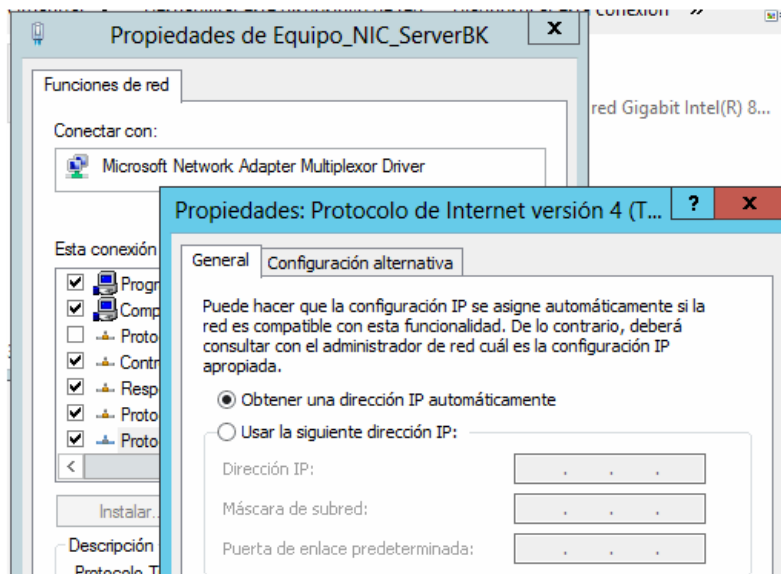 conexión »
Propiedades de Equipo_NIC_ServerBK
x
Funciones de red
red Gigabit Intel(R) 8...
Conectar con:
Microsoft Network Adapter Multiplexor Driver
Propiedades: Protocolo de Internet versión 4 (T...
?
x
Esta conexión
Progr
Comp
Proto
Contr
Resp
Proto
Proto
<
Instalar..
Descripción
Protocolo T
General
Configuración alternativa
Puede hacer que la configuración IP se asigne automáticamente si la
red es compatible con esta funcionalidad. De lo contrario, deberá
consultar con el administrador de red cuál es la configuración IP
apropiada.
Obtener una dirección IP automáticamente
Usar la siguiente dirección IP:
Dirección IP:
. . .
Máscara de subred:
. . .
Puerta de enlace predeterminada:
. . .